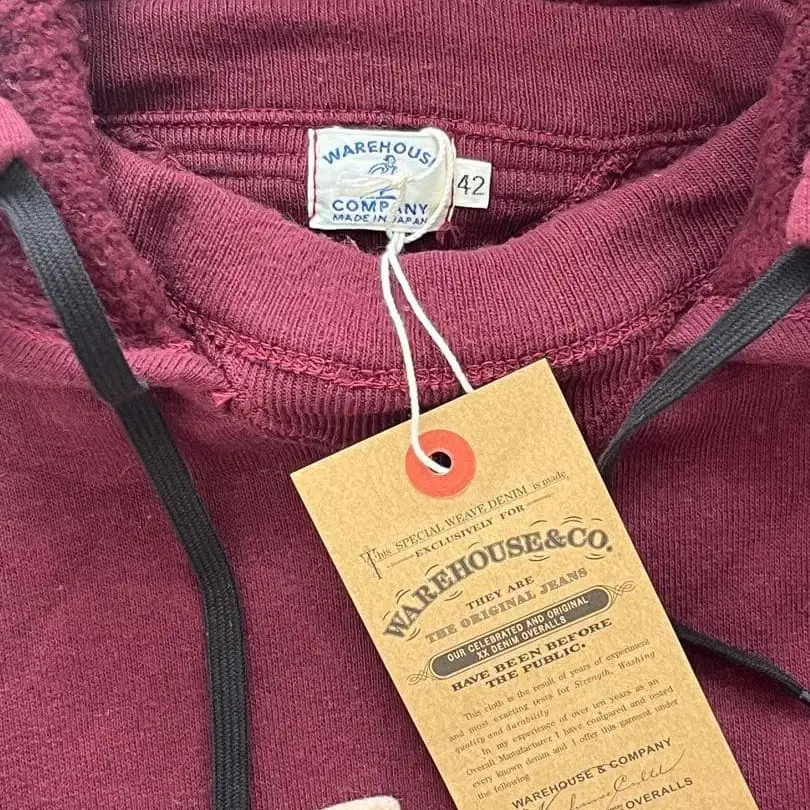 WAREHOUSE
COMPANY
MADE IN JAPAN
42
This SPECIAL WEAVE DENIM is made
EXCLUSIVELY FOR
WAREHOUSE&CO.
THEY ARE
THE ORIGINAL JEANS
OUR CELEBRATED AND ORIGINAL
XX DENIM OVERALLS
HAVE BEEN BEFORE
THE PUBLIC.
This cloth is the result of years of experiment
and most exacting tests for Strength, Washing
quality and durability
In my experience of over ten years as an
Overall Manufacturer I have compared and tested
every known denim and I offer this garment under
the following
WAREHOUSE & COMPANY
OVERALLS